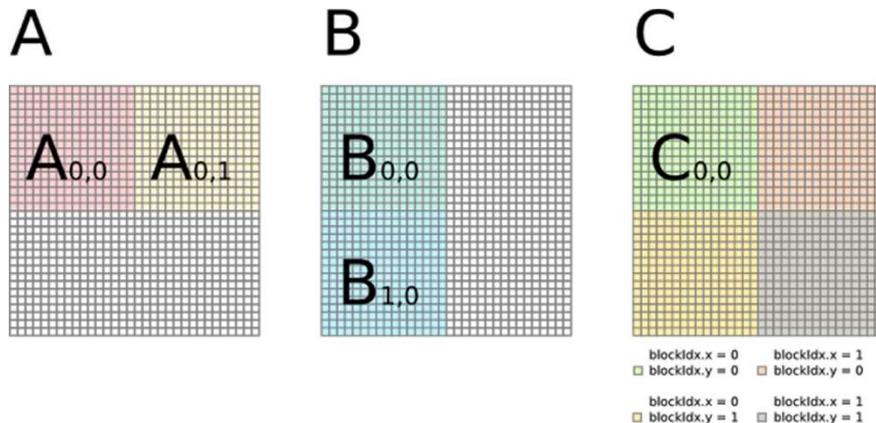 A B C
A0,0 A0,1 B0,0 C0,0
B1,0
blockIdx.x = 0 blockIdx.x = 1
blockIdx.y = 0 blockIdx.y = 0
blockIdx.x = 0 blockIdx.x = 1
blockIdx.y = 1 blockIdx.y = 1